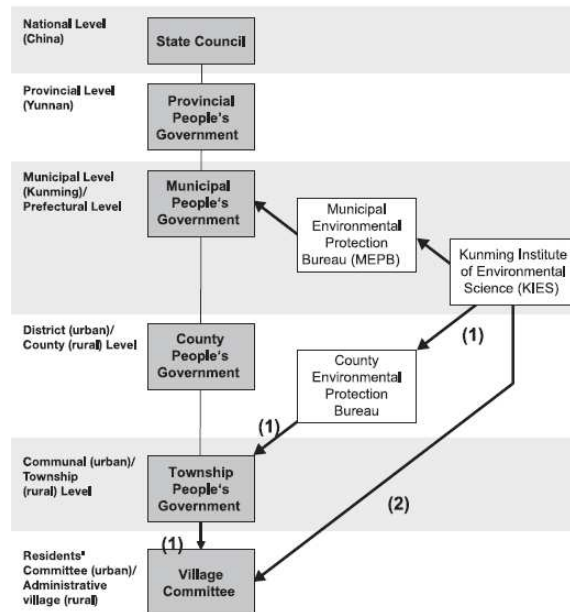 National Level
(China)
State Council
Provincial Level
(Yunnan)
Provincial
People's
Government
Municipal Level
(Kunming)/
Prefectural Level
Municipal
People's
Government
Municipal
Environmental
Protection
Bureau (MEPB)
Kunming Institute
of Environmental
Science (KIES)
District (urban)/
County (rural) Level
County
People's
Government
County
Environmental
Protection
Bureau
(1)
(1)
Communal (urban)/
Township
(rural) Level
Township
People's
Government
(2)
(1)
Residents'
Committee (urban)/
Administrative
village (rural)
Village
Committee